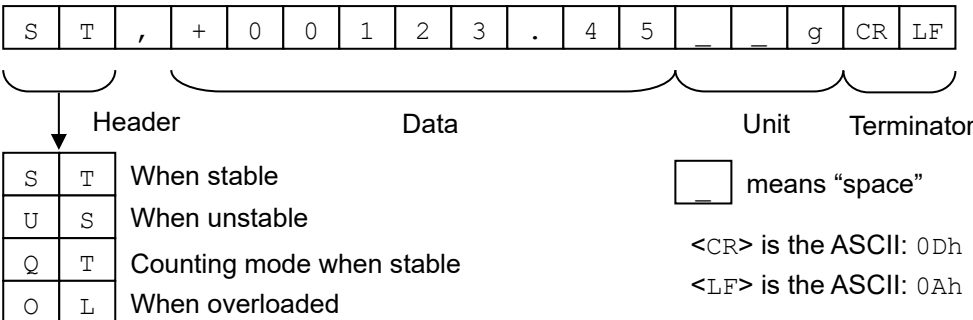 S T , + 0 0 1 2 3 . 4 5 _ _ g CR LF
Header Data Unit Terminator
S T When stable
_ means “space”
U S When unstable
<CR> is the ASCII: 0Dh
Q T Counting mode when stable
<LF> is the ASCII: 0Ah
O L When overloaded